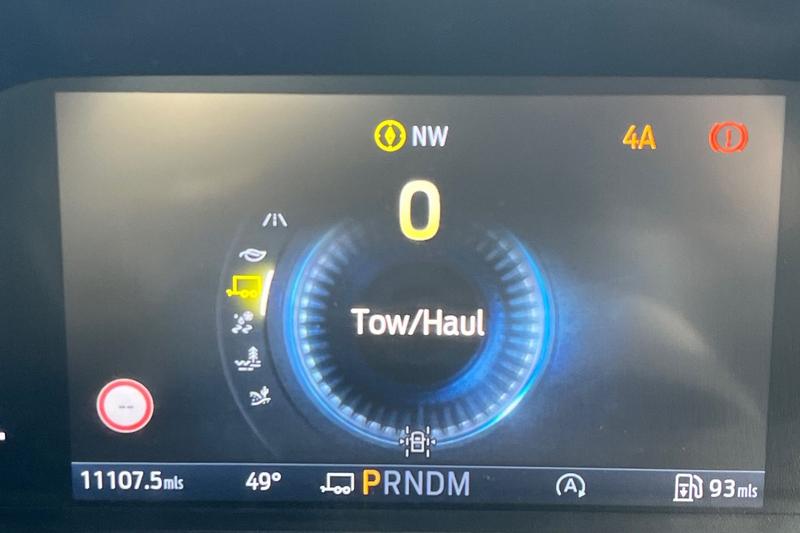 NW
4A
0
Tow/Haul
--
11107.5mls
49°
PRNDM
A
93mls